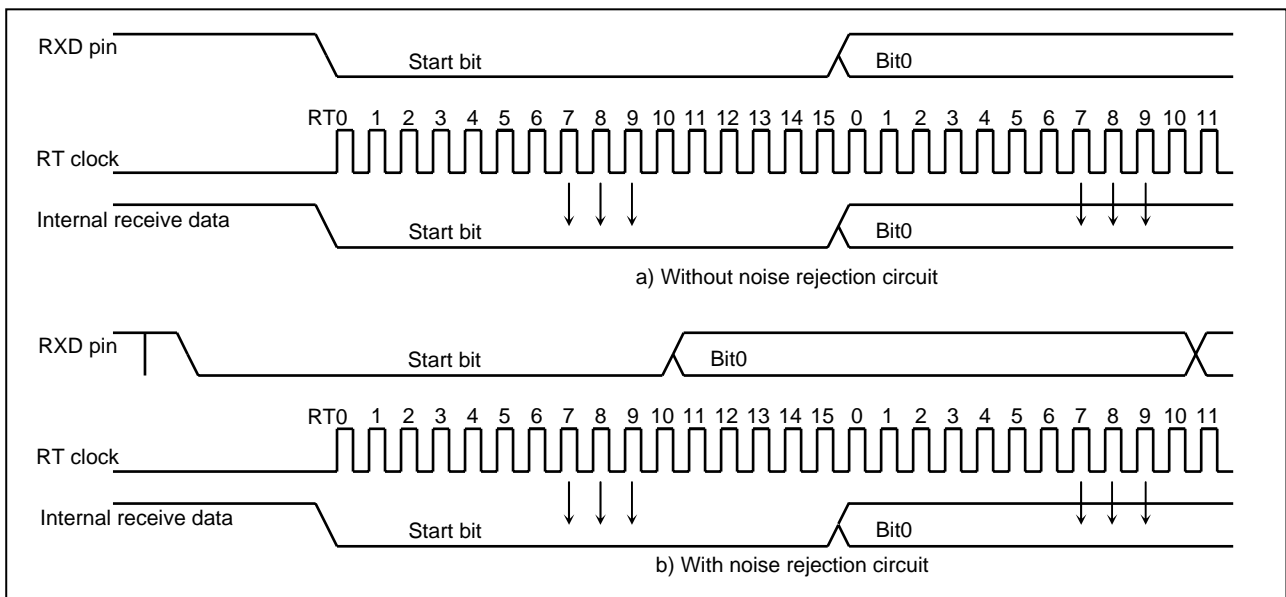 RXD pin
Start bit
Bit0
RT0 1 2 3 4 5 6 7 8 9 10 11 12 13 14 15 0 1 2 3 4 5 6 7 8 9 10 11
RT clock
Internal receive data
Start bit
Bit0
a) Without noise rejection circuit
RXD pin
Start bit
Bit0
RT0 1 2 3 4 5 6 7 8 9 10 11 12 13 14 15 0 1 2 3 4 5 6 7 8 9 10 11
RT clock
Internal receive data
Start bit
Bit0
b) With noise rejection circuit